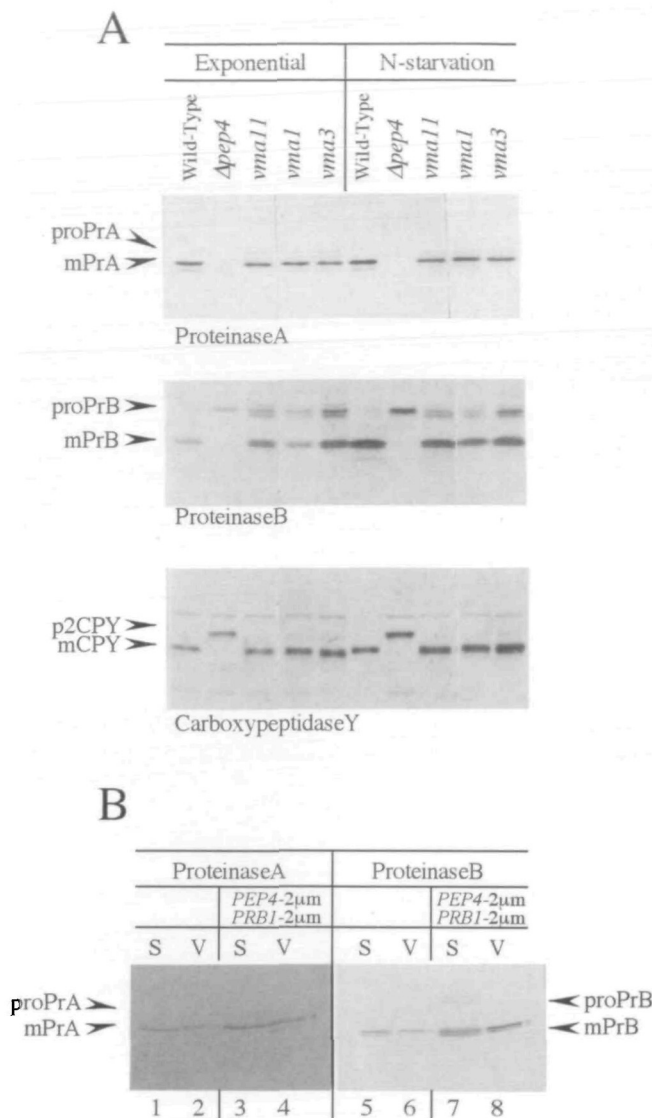 A
Exponential N-starvation
Wild-Type Δpep4 vma11 vma1 vma3 Wild-Type Δpep4 vma11 vma1 vma3
proPrA
mPrA
ProteinaseA
proPrB
mPrB
ProteinaseB
p2CPY
mCPY
CarboxypeptidaseY
B
ProteinaseA ProteinaseB
PEP4-2μm PEP4-2μm
PRB1-2μm PRB1-2μm
S V S V S V S V
proPrA proPrB
mPrA mPrB
1 2 3 4 5 6 7 8